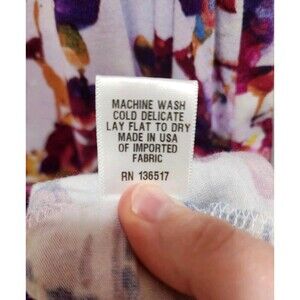 MACHINE WASH
COLD DELICATE
LAY FLAT TO DRY
MADE IN USA
OF IMPORTED
FABRIC
RN 136517